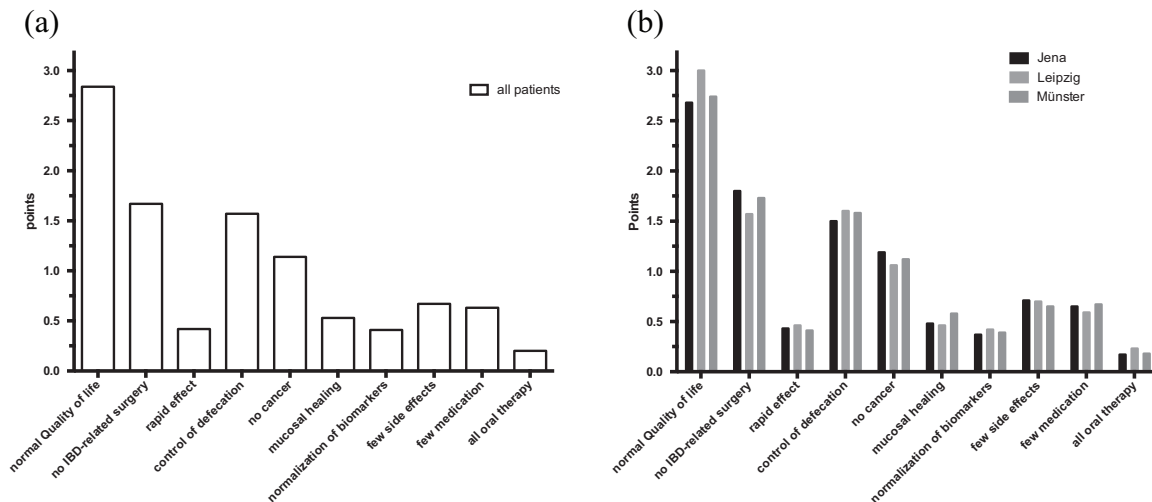 (a)
3.0
2.5
2.0
1.5
1.0
0.5
0.0
points
all patients
normal Quality of life
no IBD-related surgery
rapid effect
control of defecation
no cancer
mucosal healing
normalization of biomarkers
few side effects
few medication
all oral therapy
(b)
3.0
2.5
2.0
1.5
1.0
0.5
0.0
Points
Jena
Leipzig
Münster
normal Quality of life
no IBD-related surgery
rapid effect
control of defecation
no cancer
mucosal healing
normalization of biomarkers
few side effects
few medication
all oral therapy